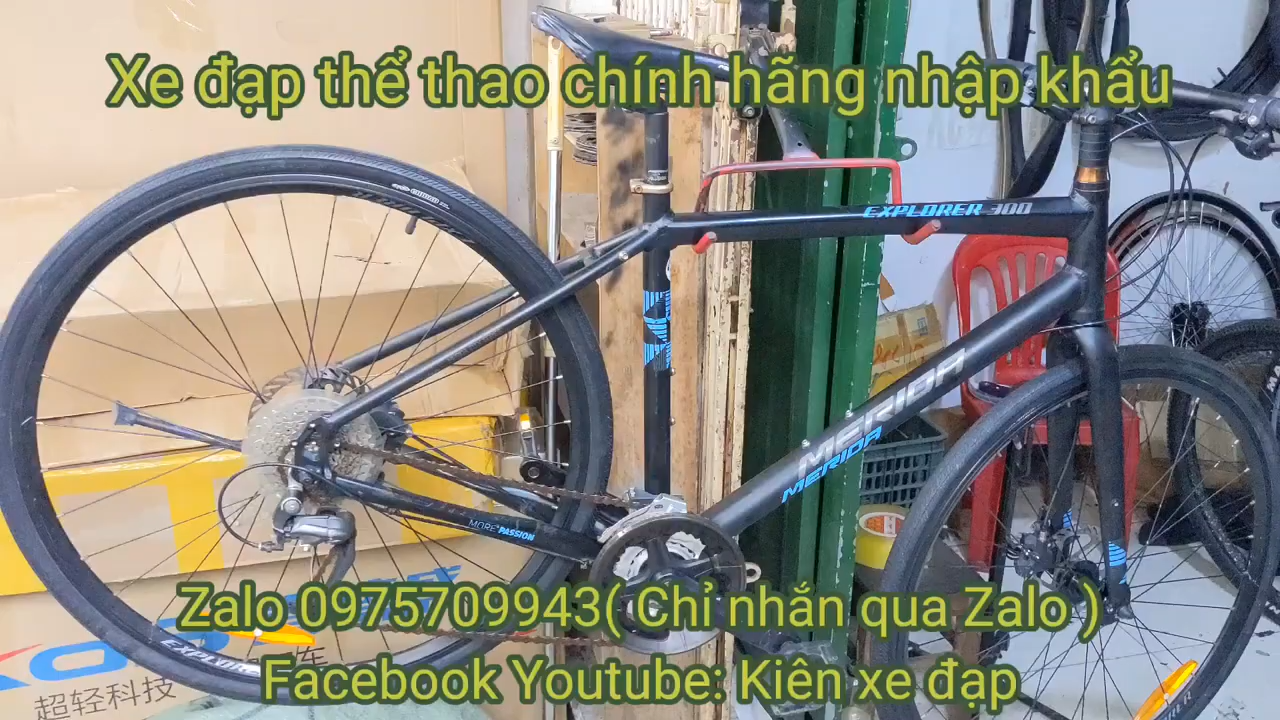 Xe đạp thể thao chính hãng nhập khẩu
EXPLORER 300
MERIDA
MERIDA
MORE PASSION
Zalo 0975709943( Chỉ nhắn qua Zalo )
Facebook Youtube: Kiên xe đạp
超轻科技